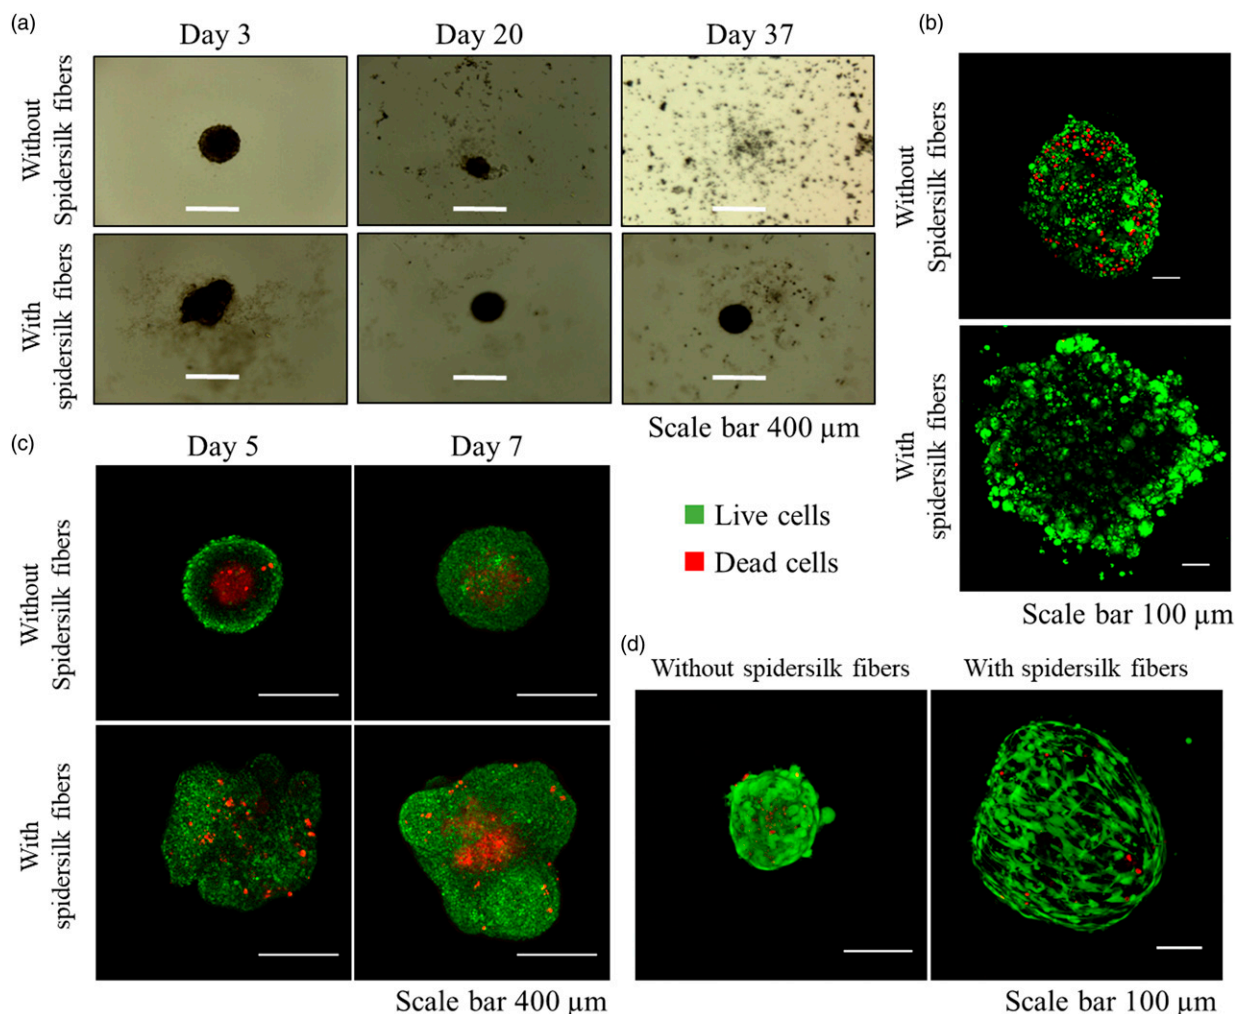 (a)
Day 3
Day 20
Day 37
Without
Spidersilk fibers
With
spidersilk fibers
Scale bar 400 µm
(b)
Without
Spidersilk fibers
With
spidersilk fibers
Scale bar 100 µm
(c)
Day 5
Day 7
Without
Spidersilk fibers
With
spidersilk fibers
Scale bar 400 µm
Live cells
Dead cells
(d)
Without spidersilk fibers
With spidersilk fibers
Scale bar 100 µm